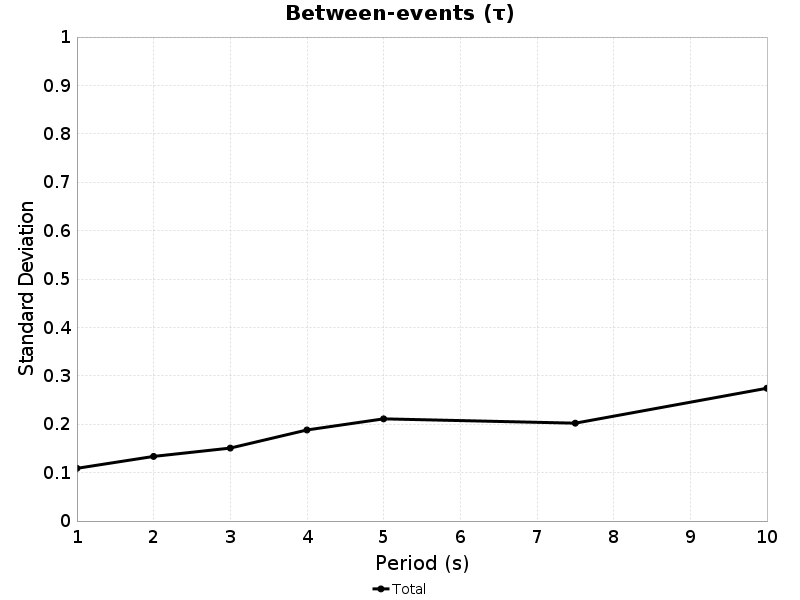 Between-events (τ)
1
0.9
0.8
0.7
0.6
0.5
0.4
0.3
0.2
0.1
0
Standard Deviation
1 2 3 4 5 6 7 8 9 10
Period (s)
Total